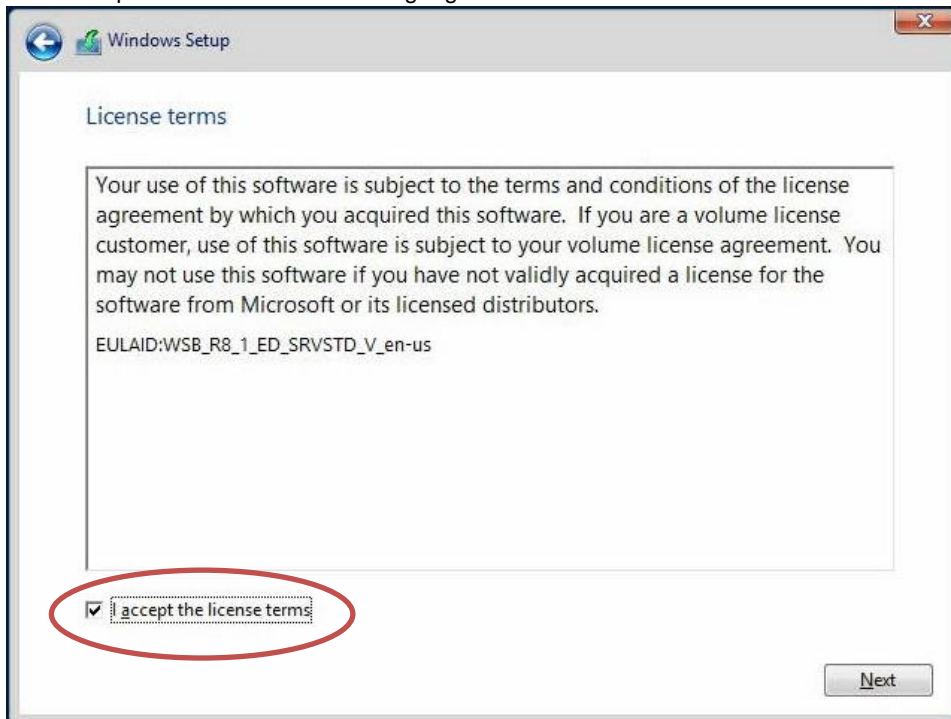 Windows Setup
License terms
Your use of this software is subject to the terms and conditions of the license
agreement by which you acquired this software.  If you are a volume license
customer, use of this software is subject to your volume license agreement.  You
may not use this software if you have not validly acquired a license for the
software from Microsoft or its licensed distributors.
EULAID:WSB_R8_1_ED_SRVSTD_V_en-us
I accept the license terms
Next